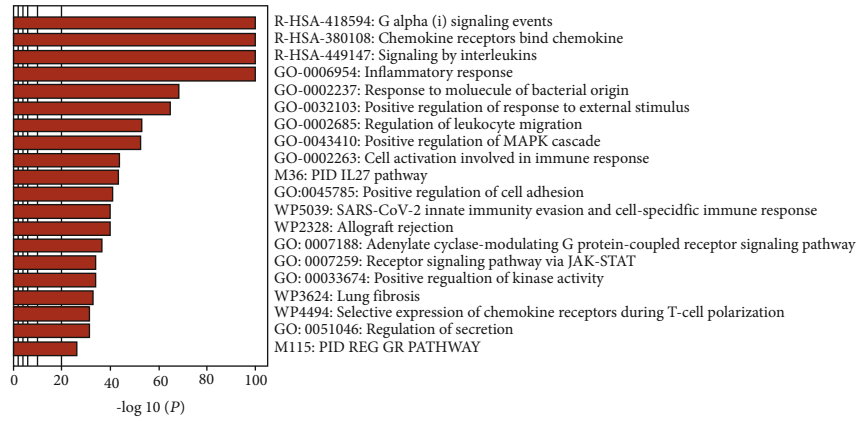 R-HSA-418594: G alpha (i) signaling events
R-HSA-380108: Chemokine receptors bind chemokine
R-HSA-449147: Signaling by interleukins
GO-0006954: Inflammatory response
GO-0002237: Response to moluecule of bacterial origin
GO-0032103: Positive regulation of response to external stimulus
GO-0002685: Regulation of leukocyte migration
GO-0043410: Positive regulation of MAPK cascade
GO-0002263: Cell activation involved in immune response
M36: PID IL27 pathway
GO:0045785: Positive regulation of cell adhesion
WP5039: SARS-CoV-2 innate immunity evasion and cell-specidfic immune response
WP2328: Allograft rejection
GO: 0007188: Adenylate cyclase-modulating G protein-coupled receptor signaling pathway
GO: 0007259: Receptor signaling pathway via JAK-STAT
GO: 00033674: Positive regualtion of kinase activity
WP3624: Lung fibrosis
WP4494: Selective expression of chemokine receptors during T-cell polarization
GO: 0051046: Regulation of secretion
M115: PID REG GR PATHWAY
0 20 40 60 80 100
-log 10 (P)